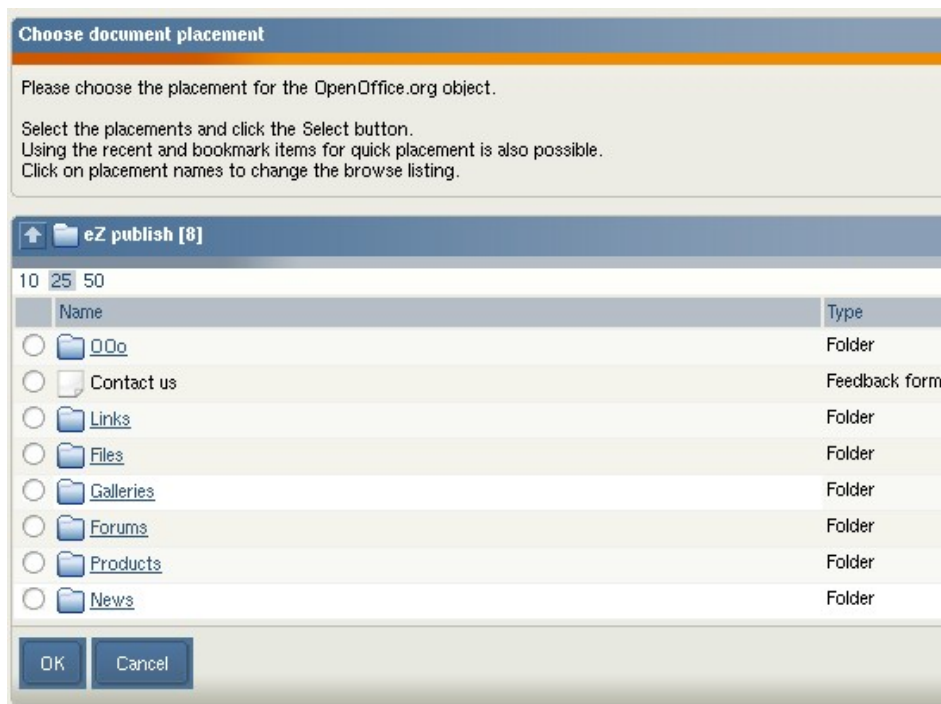 Choose document placement
Please choose the placement for the OpenOffice.org object.
Select the placements and click the Select button.
Using the recent and bookmark items for quick placement is also possible.
Click on placement names to change the browse listing.
eZ publish [8]
10 25 50
Name Type
OOo Folder
Contact us Feedback form
Links Folder
Files Folder
Galleries Folder
Forums Folder
Products Folder
News Folder
OK Cancel